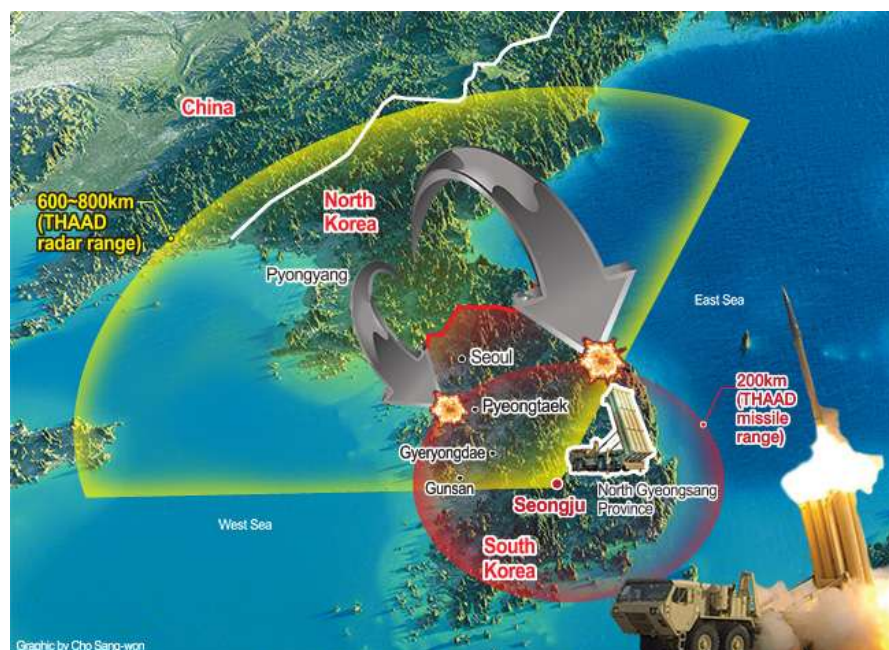 China
600~800km
(THAAD
radar range)
North
Korea
Pyongyang
East Sea
Seoul
200km
(THAAD
missile
range)
Pyeongtaek
Gyeryongdae
Gunsan
Seongju
North Gyeongsang
Province
West Sea
South
Korea
Graphic by Cho Sang-won